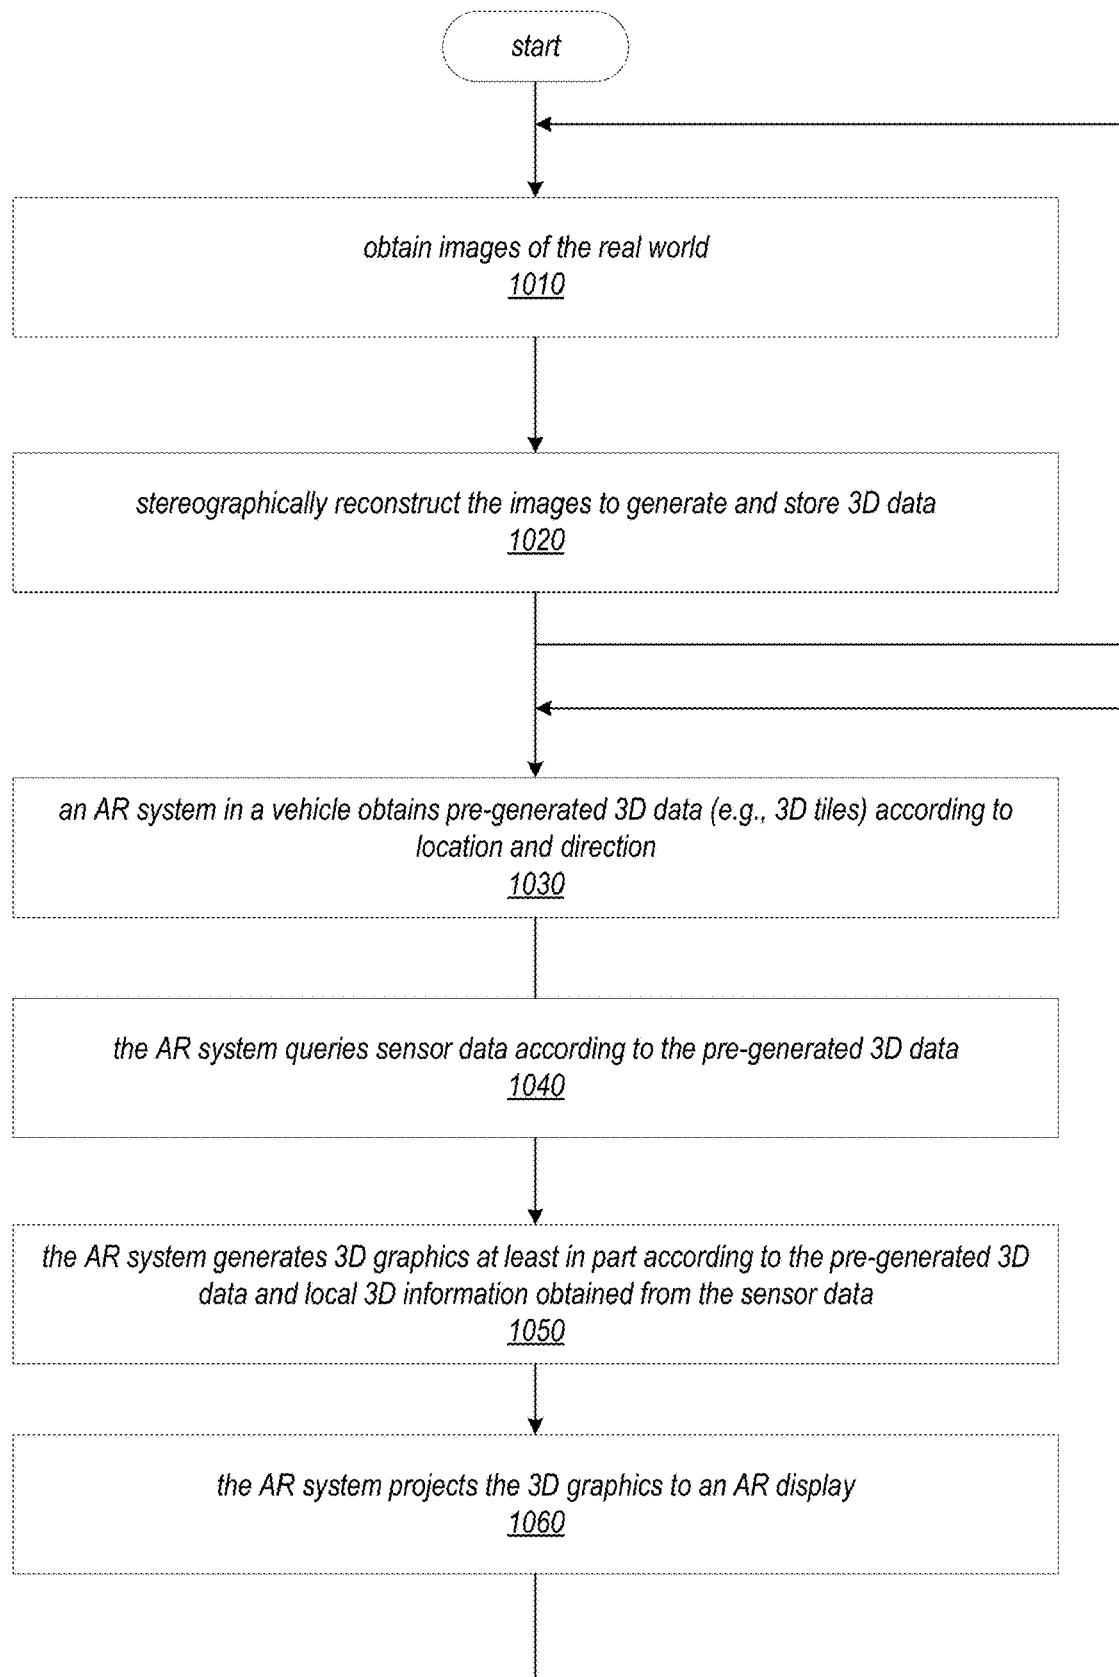 start
obtain images of the real world
1010
stereographically reconstruct the images to generate and store 3D data
1020
an AR system in a vehicle obtains pre-generated 3D data (e.g., 3D tiles) according to
location and direction
1030
the AR system queries sensor data according to the pre-generated 3D data
1040
the AR system generates 3D graphics at least in part according to the pre-generated 3D
data and local 3D information obtained from the sensor data
1050
the AR system projects the 3D graphics to an AR display
1060